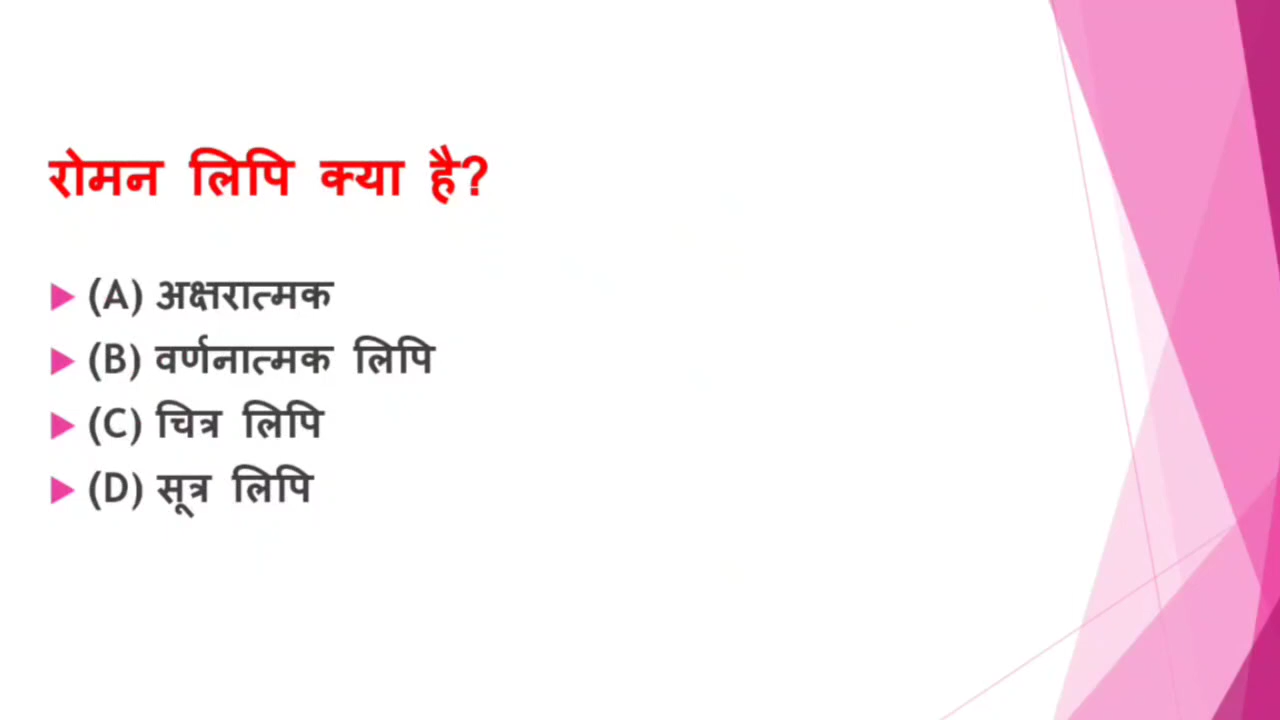 रोमन लिपि क्या है?
(A) अक्षरात्मक
(B) वर्णनात्मक लिपि
(C) चित्र लिपि
(D) सूत्र लिपि